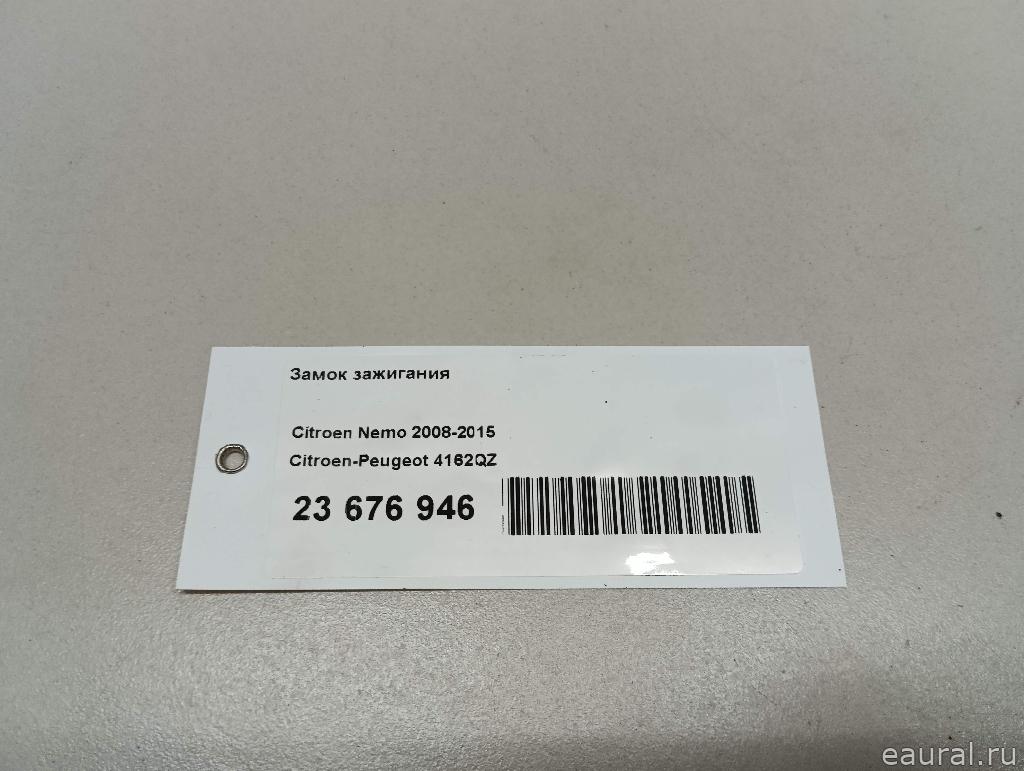 Замок зажигания
Citroen Nemo 2008-2015
Citroen-Peugeot 4162QZ
23 676 946
eaural.ru